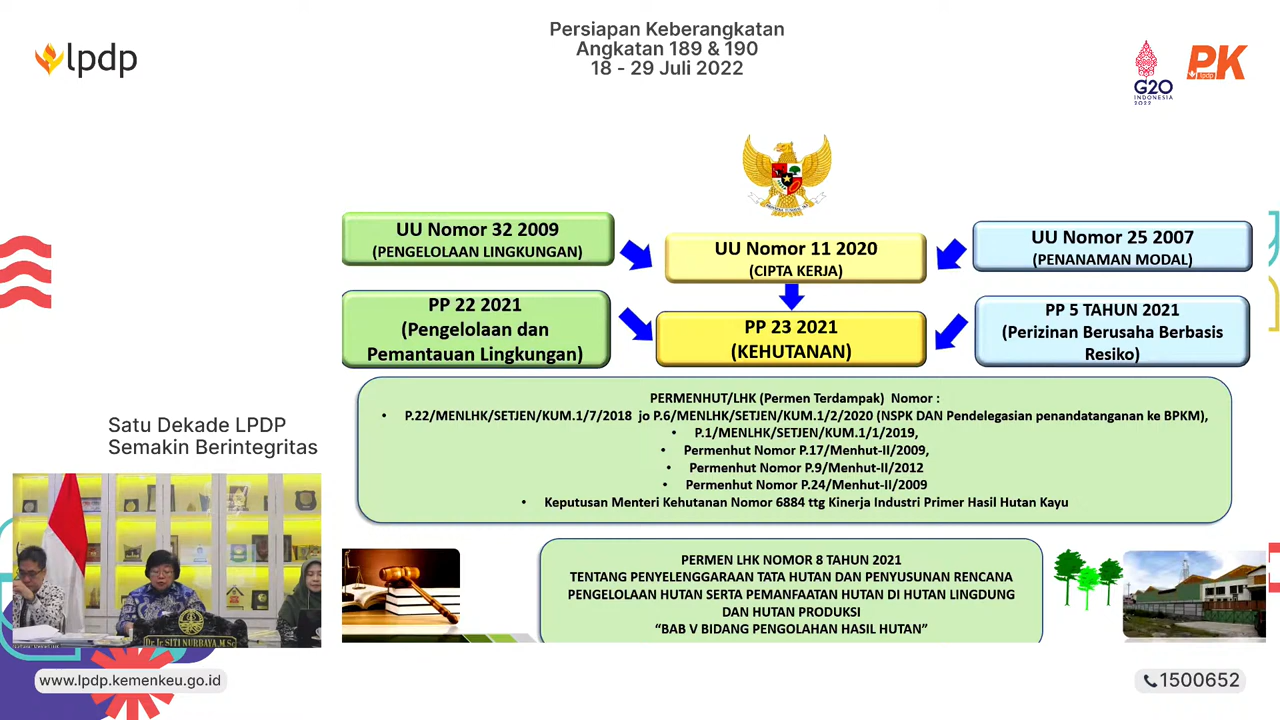 lpdp
Persiapan Keberangkatan
Angkatan 189 & 190
18 - 29 Juli 2022
G20
INDONESIA
2022
PK
lpdp
UU Nomor 32 2009
(PENGELOLAAN LINGKUNGAN)
UU Nomor 11 2020
(CIPTA KERJA)
UU Nomor 25 2007
(PENANAMAN MODAL)
PP 22 2021
(Pengelolaan dan
Pemantauan Lingkungan)
PP 23 2021
(KEHUTANAN)
PP 5 TAHUN 2021
(Perizinan Berusaha Berbasis
Resiko)
PERMENHUT/LHK (Permen Terdampak) Nomor :
• P.22/MENLHK/SETJEN/KUM.1/7/2018 jo P.6/MENLHK/SETJEN/KUM.1/2/2020 (NSPK DAN Pendelegasian penandatanganan ke BPKM),
• P.1/MENLHK/SETJEN/KUM.1/1/2019,
• Permenhut Nomor P.17/Menhut-II/2009,
• Permenhut Nomor P.9/Menhut-II/2012
• Permenhut Nomor P.24/Menhut-II/2009
• Keputusan Menteri Kehutanan Nomor 6884 ttg Kinerja Industri Primer Hasil Hutan Kayu
Satu Dekade LPDP
Semakin Berintegritas
Dr. Ir. SITI NURBAYA, M.Sc
PERMEN LHK NOMOR 8 TAHUN 2021
TENTANG PENYELENGGARAAN TATA HUTAN DAN PENYUSUNAN RENCANA
PENGELOLAAN HUTAN SERTA PEMANFAATAN HUTAN DI HUTAN LINGDUNG
DAN HUTAN PRODUKSI
“BAB V BIDANG PENGOLAHAN HASIL HUTAN”
www.lpdp.kemenkeu.go.id
1500652